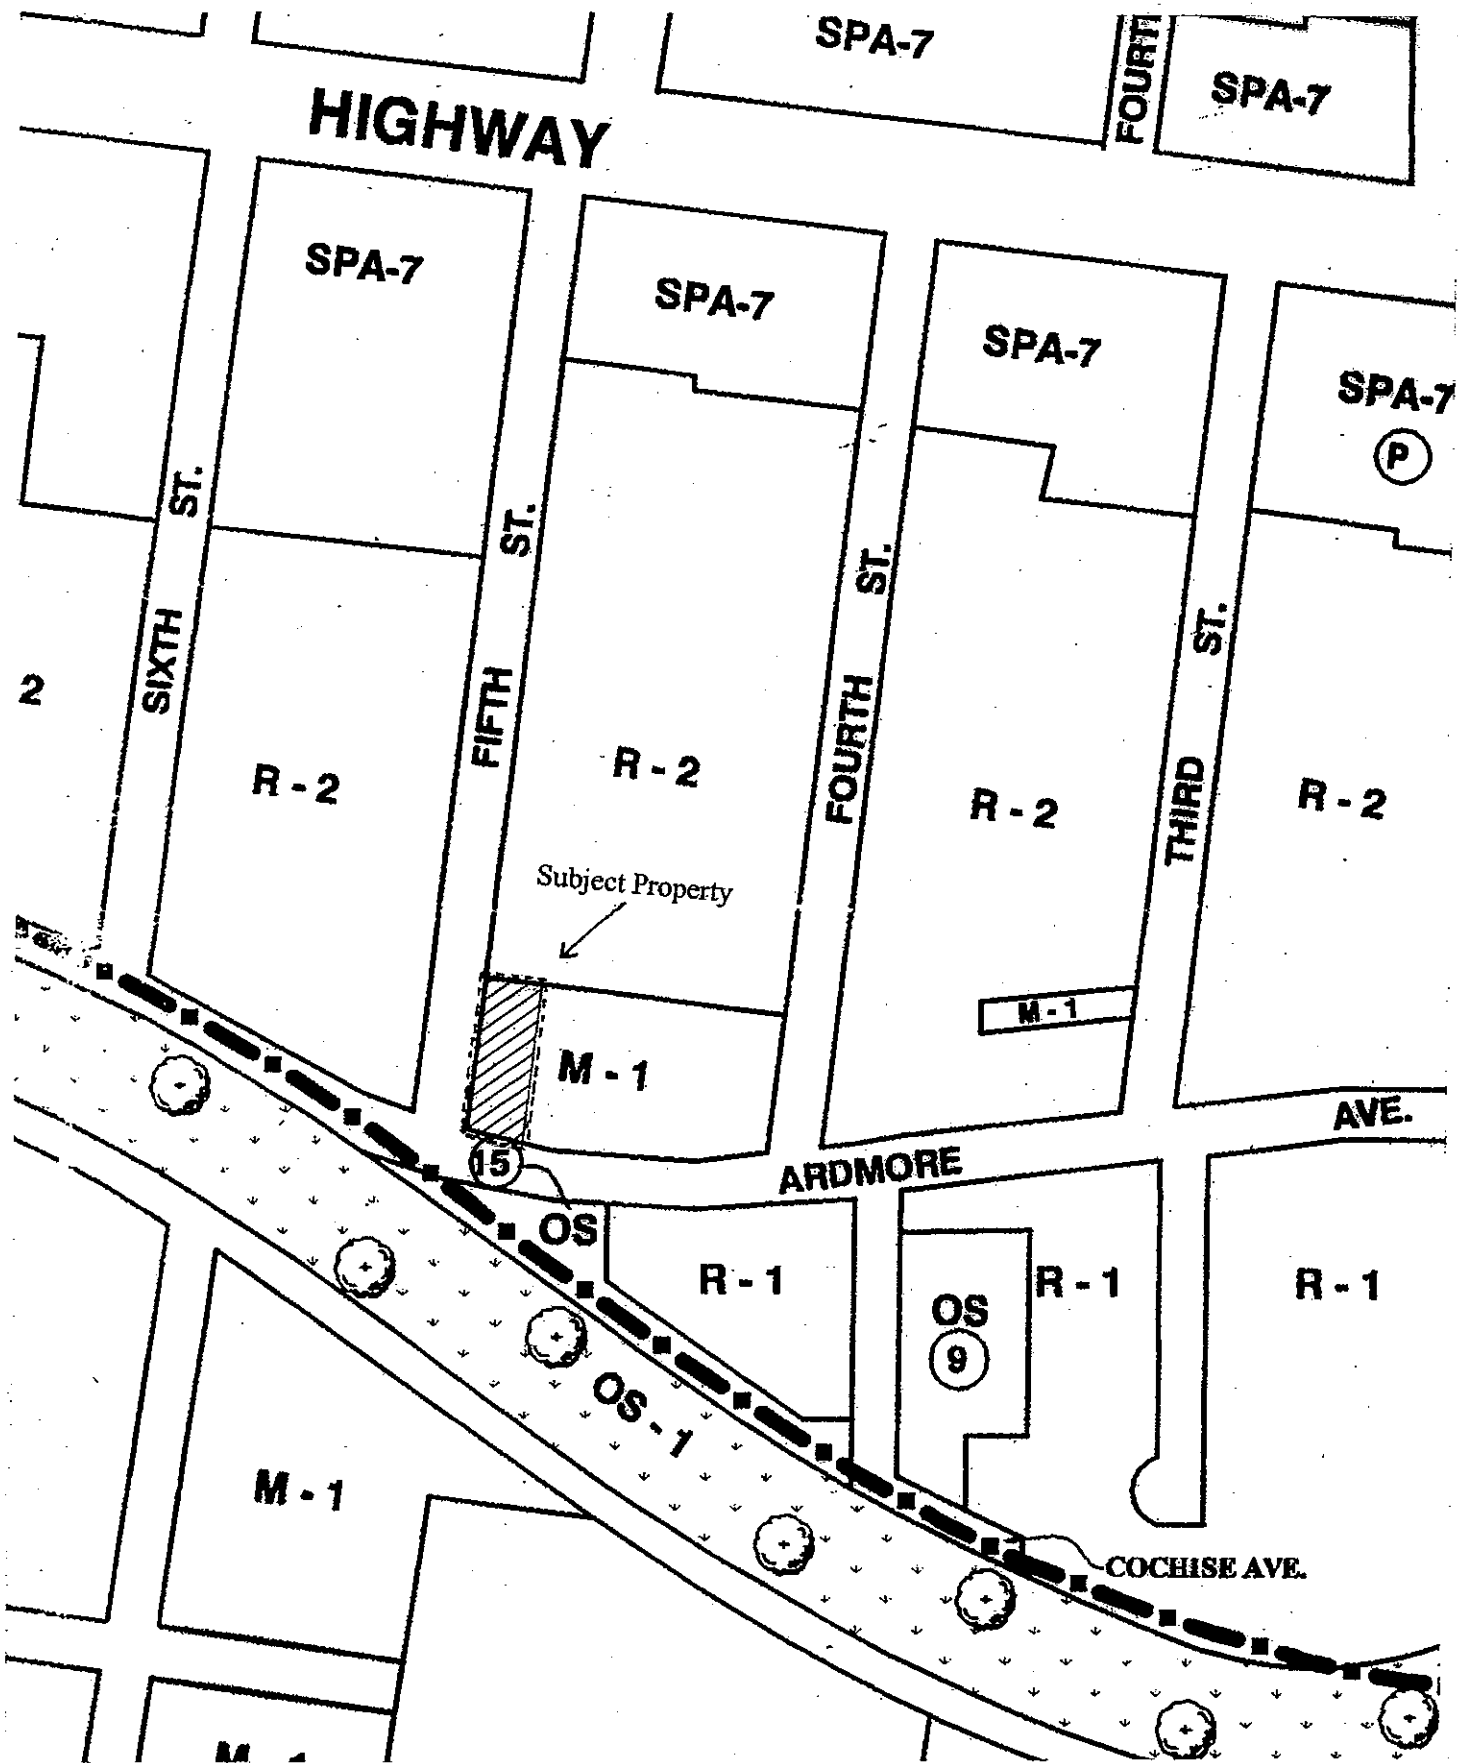 SPA-7
FOURT
SPA-7
HIGHWAY
SPA-7
SPA-7
SPA-7
SPA-7
P
SIXTH ST.
FIFTH ST.
FOURTH ST.
THIRD ST.
2
R - 2
R - 2
R - 2
R - 2
Subject Property
M - 1
M - 1
AVE.
15
ARDMORE
OS
R - 1
OS
9
R - 1
R - 1
OS - 1
M - 1
COCHISE AVE.
M - 1